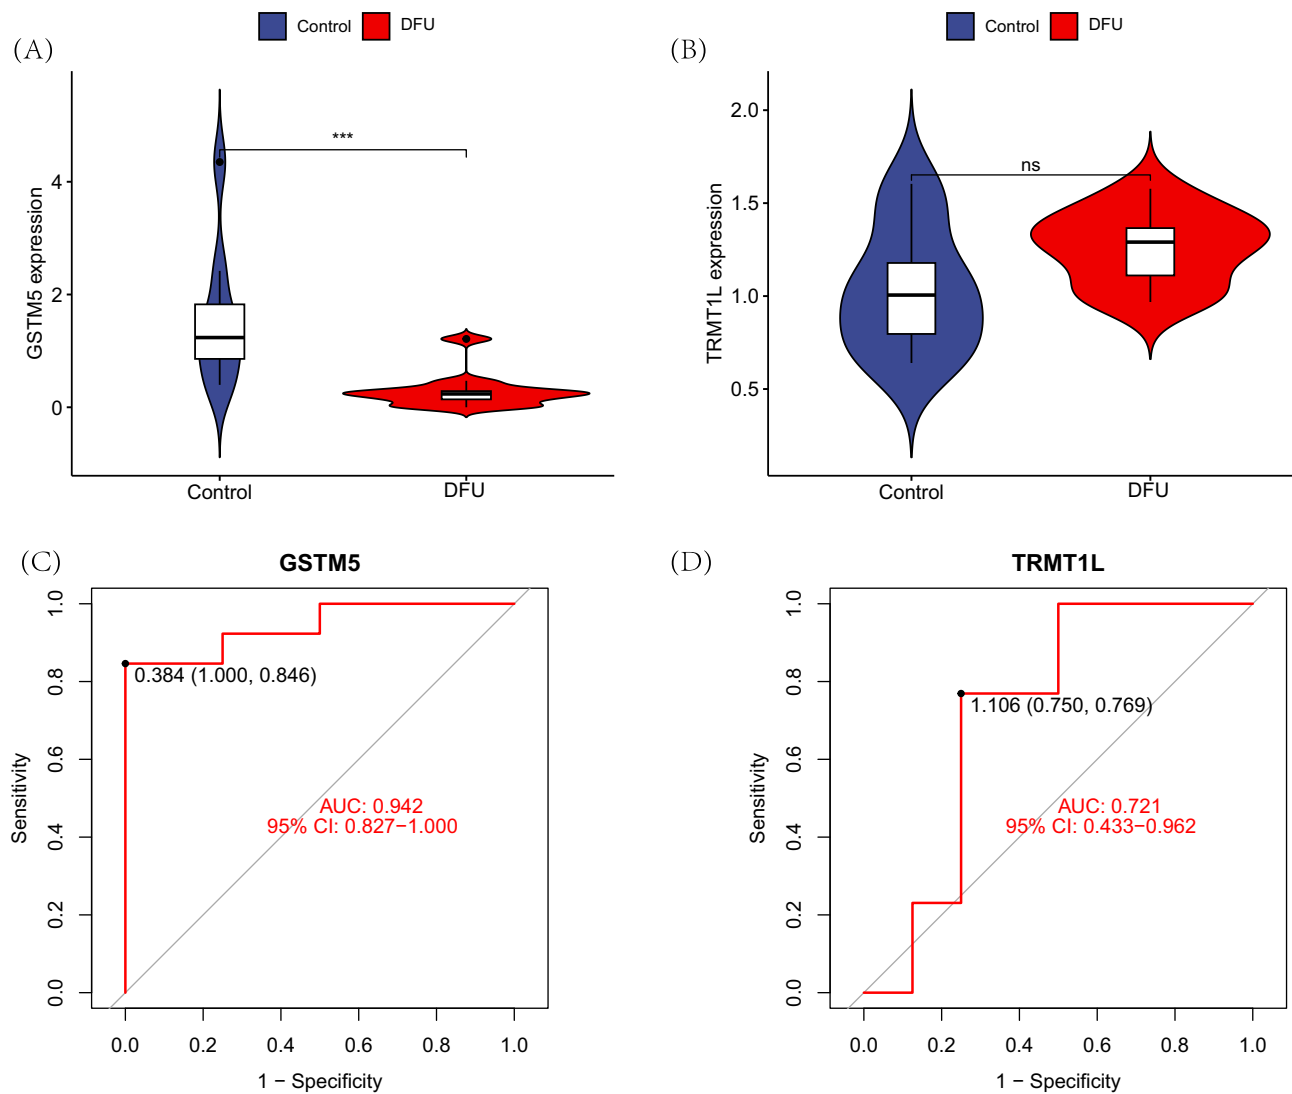 Control DFU
(A)
***
GSTM5 expression
4
2
0
Control DFU
Control DFU
(B)
ns
TRMT1L expression
2.0
1.5
1.0
0.5
Control DFU
(C)
GSTM5
Sensitivity
1.0
0.8
0.6
0.4
0.2
0.0
0.384 (1.000, 0.846)
AUC: 0.942
95% CI: 0.827−1.000
0.0 0.2 0.4 0.6 0.8 1.0
1 − Specificity
(D)
TRMT1L
Sensitivity
1.0
0.8
0.6
0.4
0.2
0.0
1.106 (0.750, 0.769)
AUC: 0.721
95% CI: 0.433−0.962
0.0 0.2 0.4 0.6 0.8 1.0
1 − Specificity